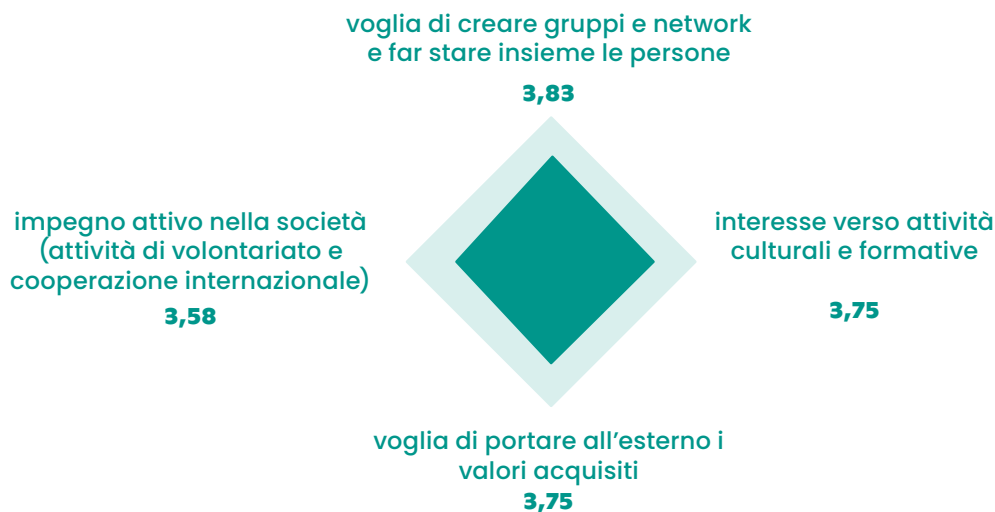 voglia di creare gruppi e network
e far stare insieme le persone
3,83
impegno attivo nella società
(attività di volontariato e
cooperazione internazionale)
3,58
interesse verso attività
culturali e formative
3,75
voglia di portare all’esterno i
valori acquisiti
3,75